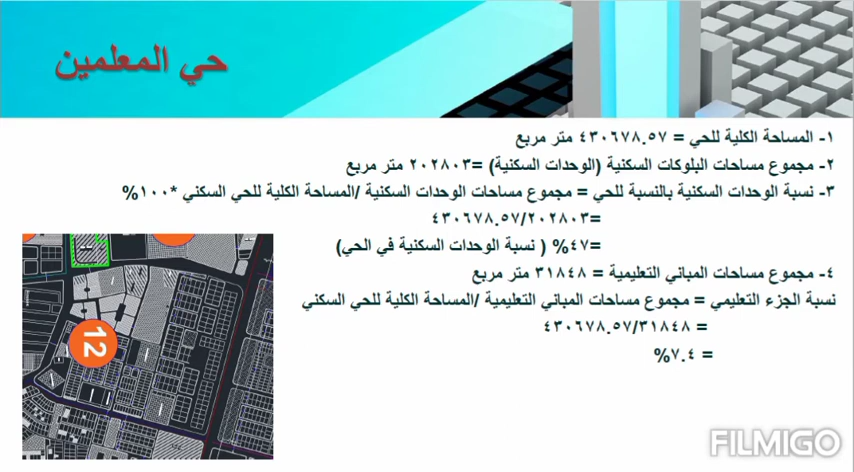 حي المعلمين
١- المساحة الكلية للحي = ٤٣٠٦٧٨.٥٧ متر مربع
٢- مجموع مساحات البلوكات السكنية (الوحدات السكنية) =٢٠٢٨٠٣ متر مربع
٣- نسبة الوحدات السكنية بالنسبة للحي = مجموع مساحات الوحدات السكنية /المساحة الكلية للحي السكني *١٠٠%
=٤٣٠٦٧٨.٥٧/٢٠٢٨٠٣
=٤٧% ( نسبة الوحدات السكنية في الحي)
٤- مجموع مساحات المباني التعليمية = ٣١٨٤٨ متر مربع
نسبة الجزء التعليمي = مجموع مساحات المباني التعليمية /المساحة الكلية للحي السكني
= ٤٣٠٦٧٨.٥٧/٣١٨٤٨
= ٧.٤%
12
FILMIGO